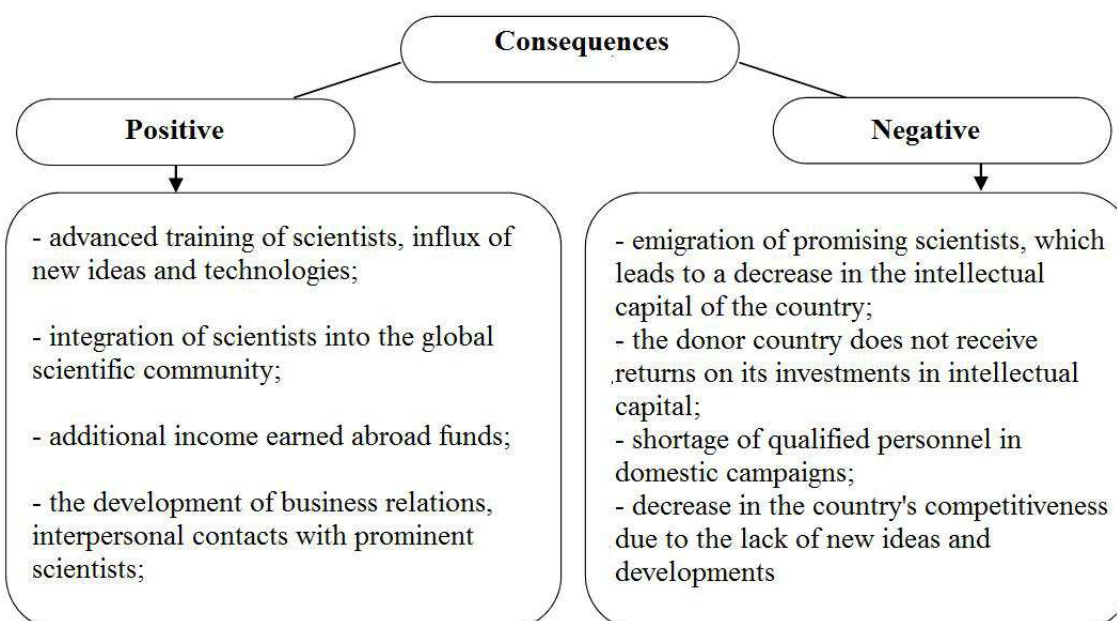 Consequences
Positive
Negative
- advanced training of scientists, influx of
new ideas and technologies;
- integration of scientists into the global
scientific community;
- additional income earned abroad funds;
- the development of business relations,
interpersonal contacts with prominent
scientists;
- emigration of promising scientists, which
leads to a decrease in the intellectual
capital of the country;
- the donor country does not receive
returns on its investments in intellectual
capital;
- shortage of qualified personnel in
domestic campaigns;
- decrease in the country's competitiveness
due to the lack of new ideas and
developments